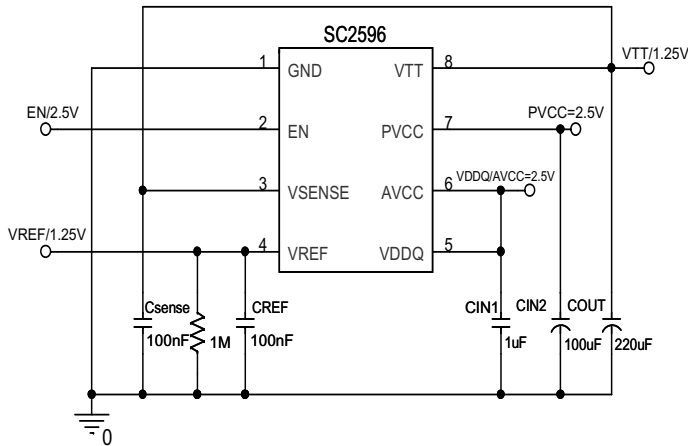 SC2596
1 GND VTT 8 VTT/1.25V
EN/2.5V 2 EN PVCC 7 PVCC=2.5V
3 VSENSE AVCC 6 VDDQ/AVCC=2.5V
VREF/1.25V 4 VREF VDDQ 5
Csense CREF CIN1 CIN2 COUT
100nF 1M 100nF 1uF 100uF 220uF
0